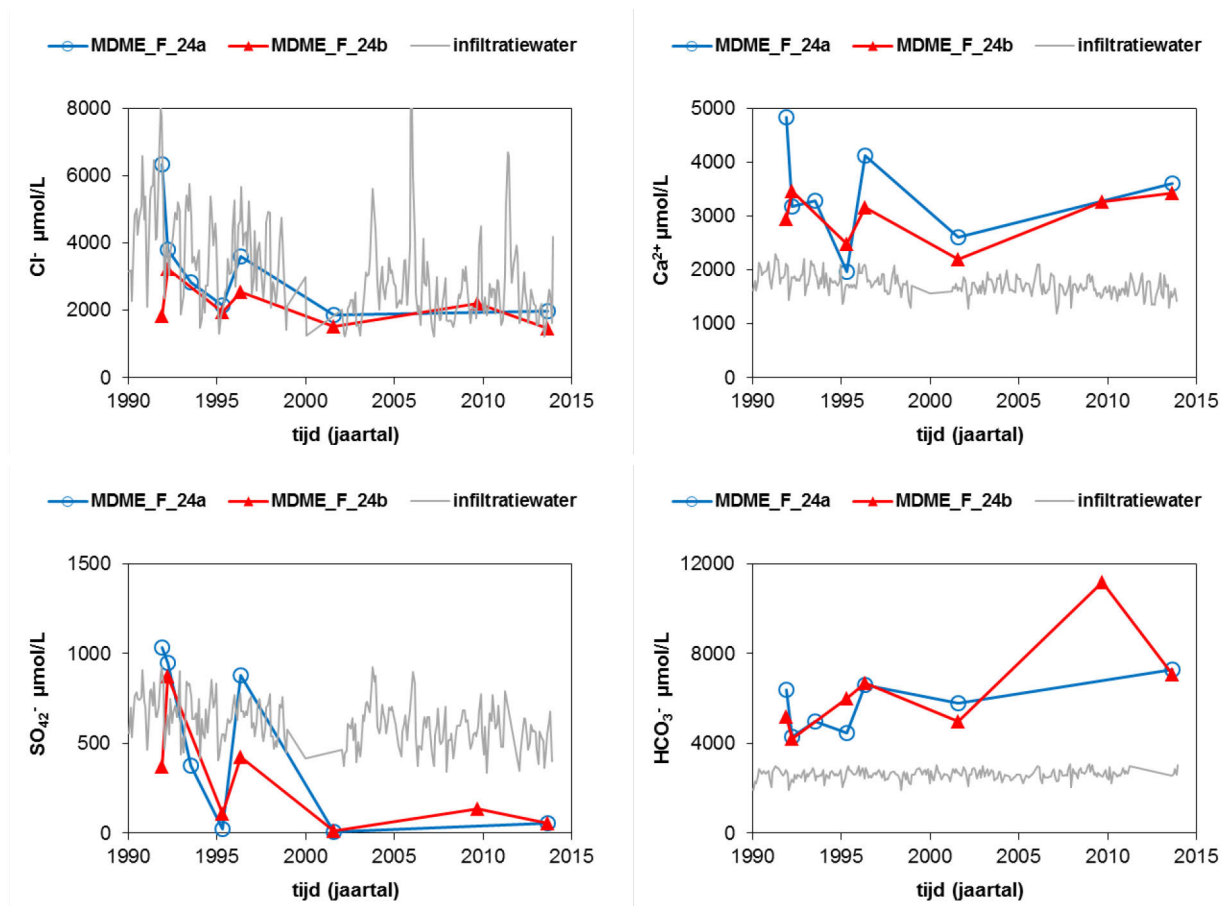 MDME_F_24a MDME_F_24b infiltratiewater
Cl- µmol/L
8000
6000
4000
2000
0
1990 1995 2000 2005 2010 2015
tijd (jaartal)
MDME_F_24a MDME_F_24b infiltratiewater
Ca²⁺ µmol/L
5000
4000
3000
2000
1000
0
1990 1995 2000 2005 2010 2015
tijd (jaartal)
MDME_F_24a MDME_F_24b infiltratiewater
SO₄₂⁻ µmol/L
1500
1000
500
0
1990 1995 2000 2005 2010 2015
tijd (jaartal)
MDME_F_24a MDME_F_24b infiltratiewater
HCO₃⁻ µmol/L
12000
8000
4000
0
1990 1995 2000 2005 2010 2015
tijd (jaartal)